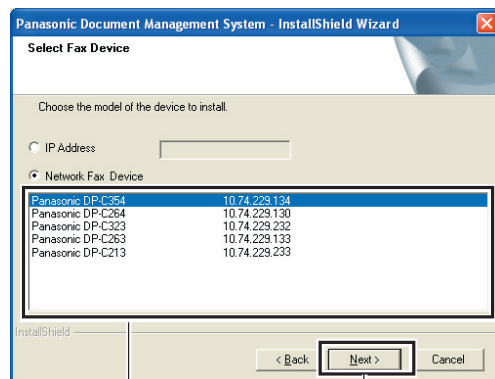 Panasonic Document Management System - InstallShield Wizard
Select Fax Device
Choose the model of the device to install.
IP Address
Network Fax Device
Panasonic DP-C354 10.74.229.134
Panasonic DP-C264 10.74.229.130
Panasonic DP-C323 10.74.229.232
Panasonic DP-C263 10.74.229.133
Panasonic DP-C213 10.74.229.233
InstallShield
< Back Next > Cancel